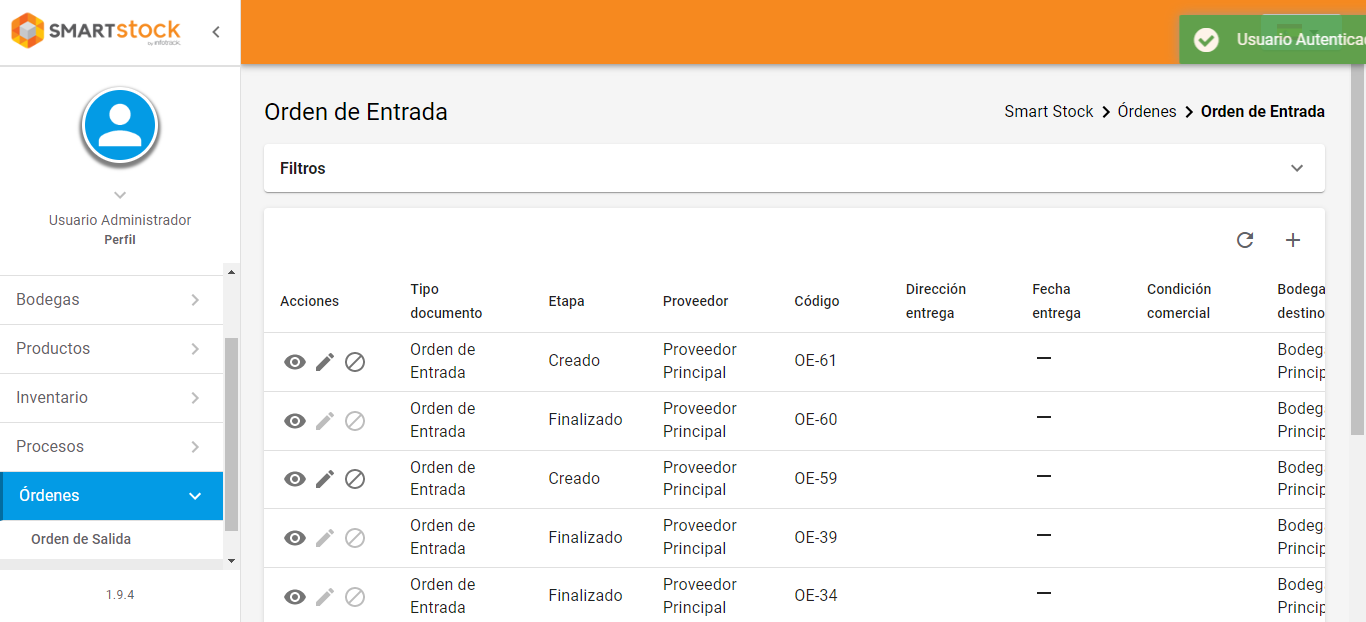 SMARTstock
by infotrack.
Usuario Autentica
Usuario Administrador
Perfil
Bodegas
Productos
Inventario
Procesos
Órdenes
Orden de Salida
1.9.4
Orden de Entrada
Smart Stock > Órdenes > Orden de Entrada
Filtros
Acciones
Tipo
documento
Etapa
Proveedor
Código
Dirección
entrega
Fecha
entrega
Condición
comercial
Bodega
destino
Orden de
Entrada
Creado
Proveedor
Principal
OE-61
—
Bodeg
Princip
Orden de
Entrada
Finalizado
Proveedor
Principal
OE-60
—
Bodeg
Princip
Orden de
Entrada
Creado
Proveedor
Principal
OE-59
—
Bodeg
Princip
Orden de
Entrada
Finalizado
Proveedor
Principal
OE-39
—
Bodeg
Princip
Orden de
Entrada
Finalizado
Proveedor
Principal
OE-34
—
Bodeg
Princip